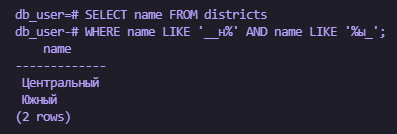 db_user=# SELECT name FROM districts
db_user-# WHERE name LIKE '__н%' AND name LIKE '%ы_';
name
-------------
Центральный
Южный
(2 rows)